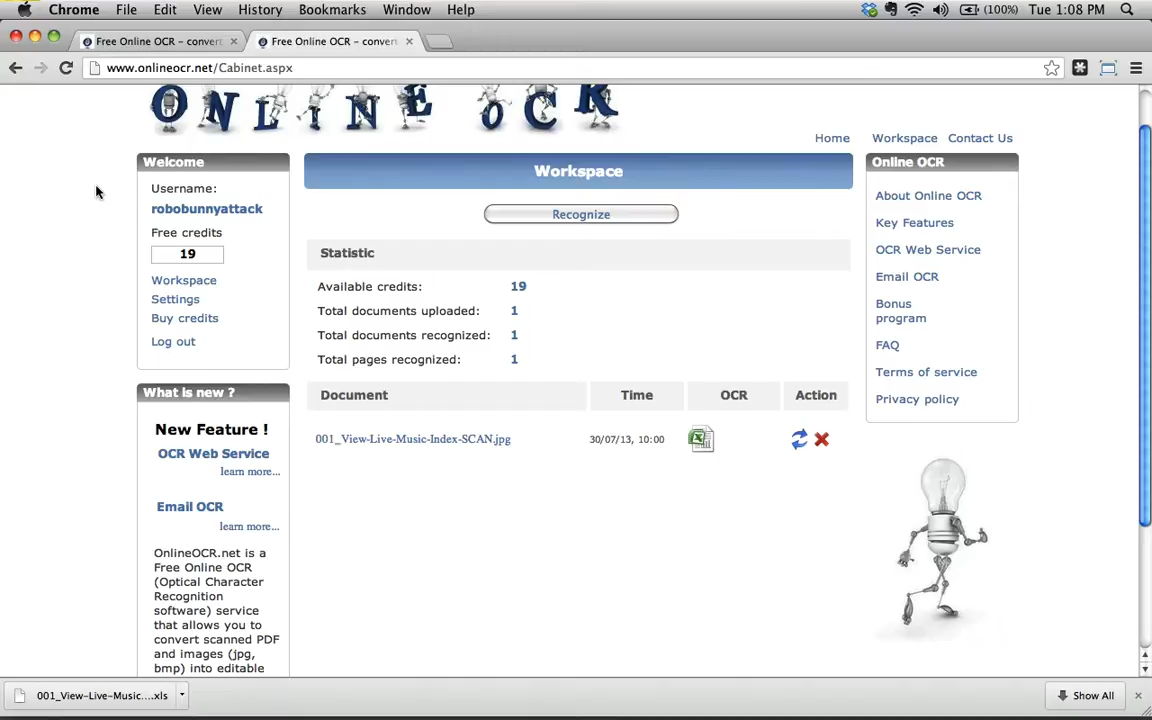 Chrome File Edit View History Bookmarks Window Help (100%) Tue 1:08 PM
Free Online OCR – conver Free Online OCR – conver
www.onlineocr.net/Cabinet.aspx
ONLINE OCR
Home Workspace Contact Us
Welcome
Username:
robobunnyattack
Free credits
19
Workspace
Settings
Buy credits
Log out
What is new ?
New Feature !
OCR Web Service
learn more...
Email OCR
learn more...
OnlineOCR.net is a
Free Online OCR
(Optical Character
Recognition
software) service
that allows you to
convert scanned PDF
and images (jpg,
bmp) into editable
Workspace
Recognize
Statistic
Available credits: 19
Total documents uploaded: 1
Total documents recognized: 1
Total pages recognized: 1
Document Time OCR Action
001_View-Live-Music-Index-SCAN.jpg 30/07/13, 10:00
Online OCR
About Online OCR
Key Features
OCR Web Service
Email OCR
Bonus
program
FAQ
Terms of service
Privacy policy
001_View-Live-Music....xls Show All